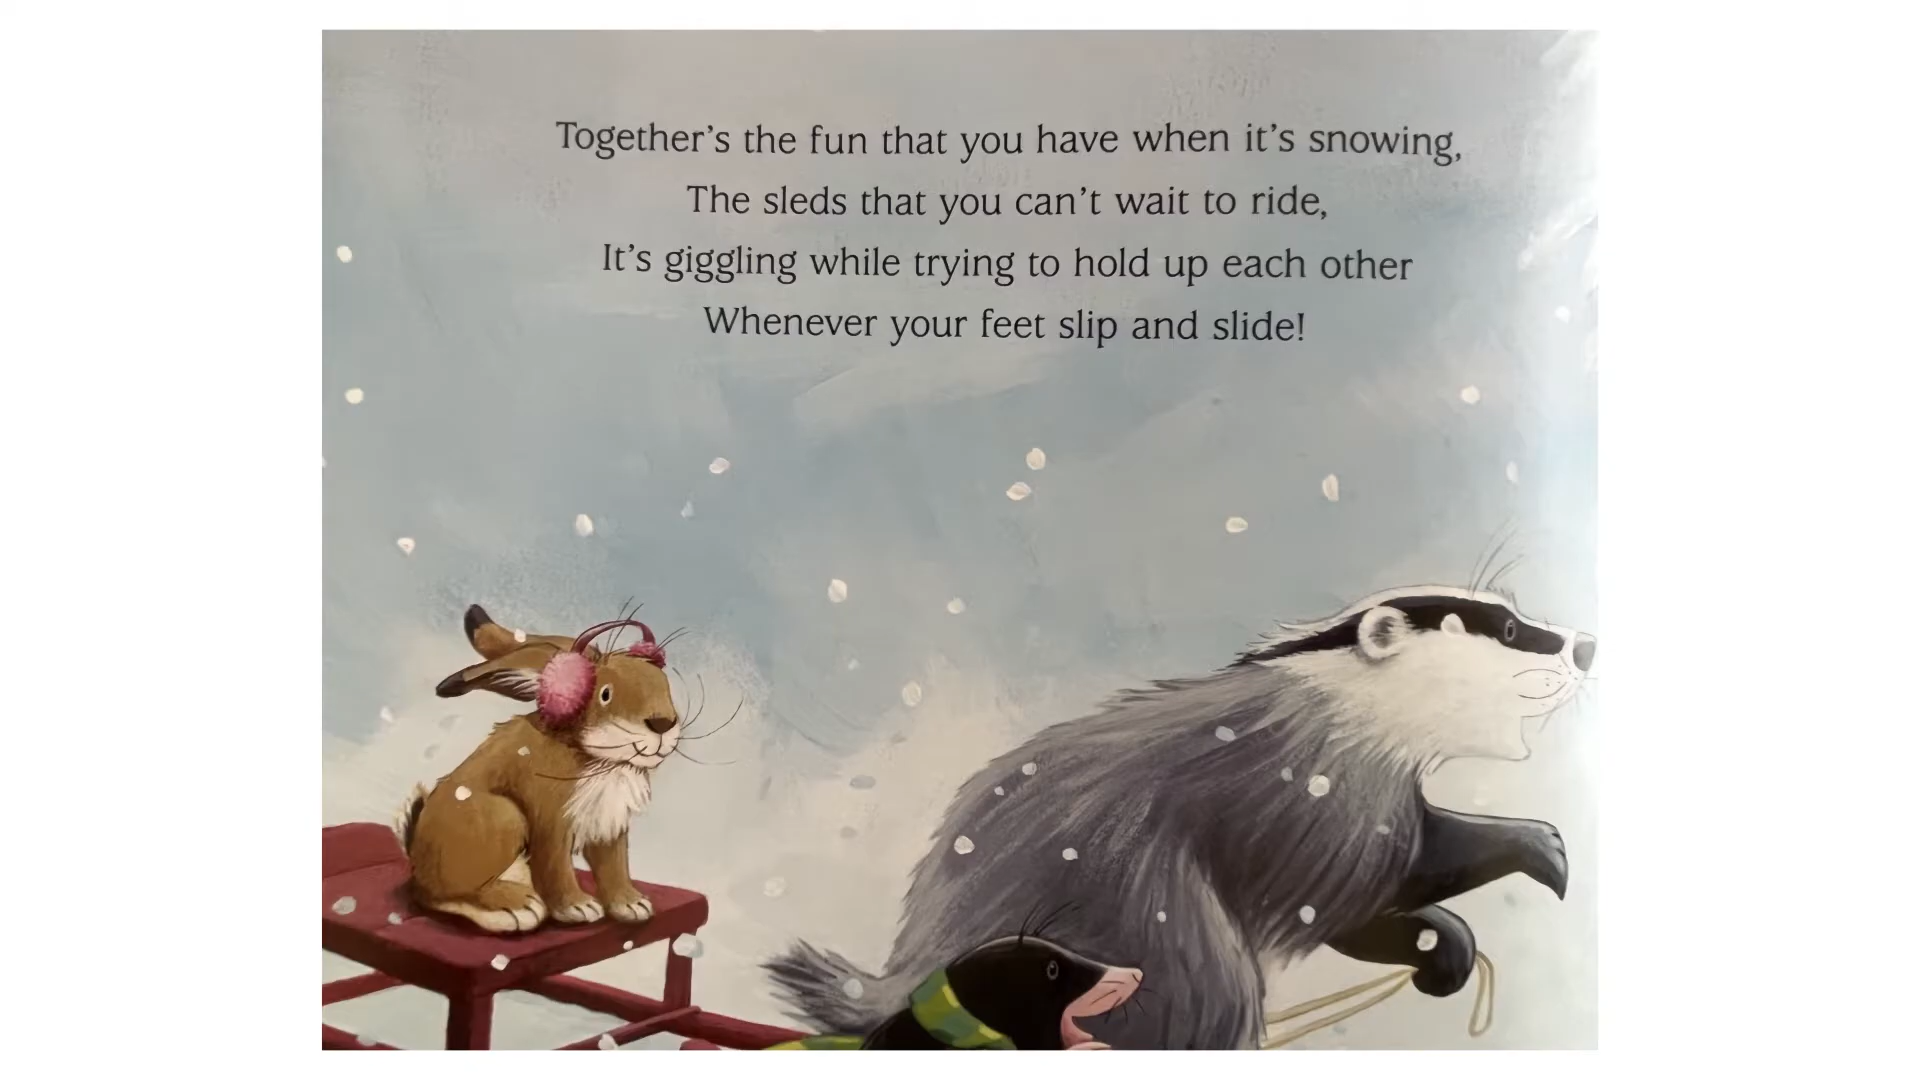 Together's the fun that you have when it's snowing,
The sleds that you can't wait to ride,
It's giggling while trying to hold up each other
Whenever your feet slip and slide!